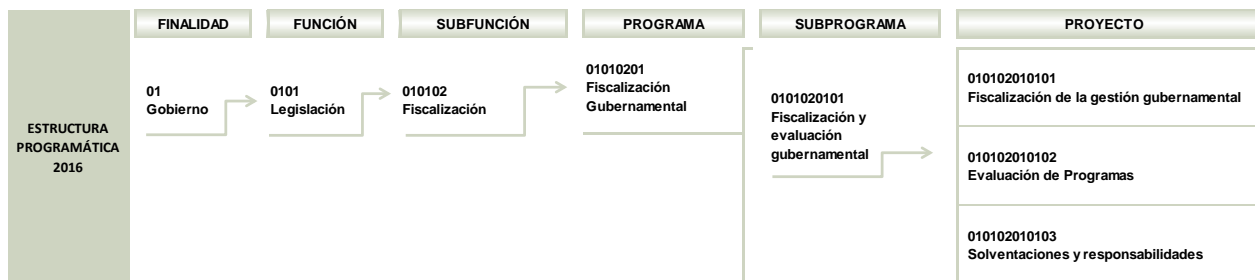 FINALIDAD
FUNCIÓN
SUBFUNCIÓN
PROGRAMA
SUBPROGRAMA
PROYECTO
ESTRUCTURA
PROGRAMÁTICA
2016
01
Gobierno
0101
Legislación
010102
Fiscalización
01010201
Fiscalización
Gubernamental
0101020101
Fiscalización y
evaluación
gubernamental
010102010101
Fiscalización de la gestión gubernamental
010102010102
Evaluación de Programas
010102010103
Solventaciones y responsabilidades